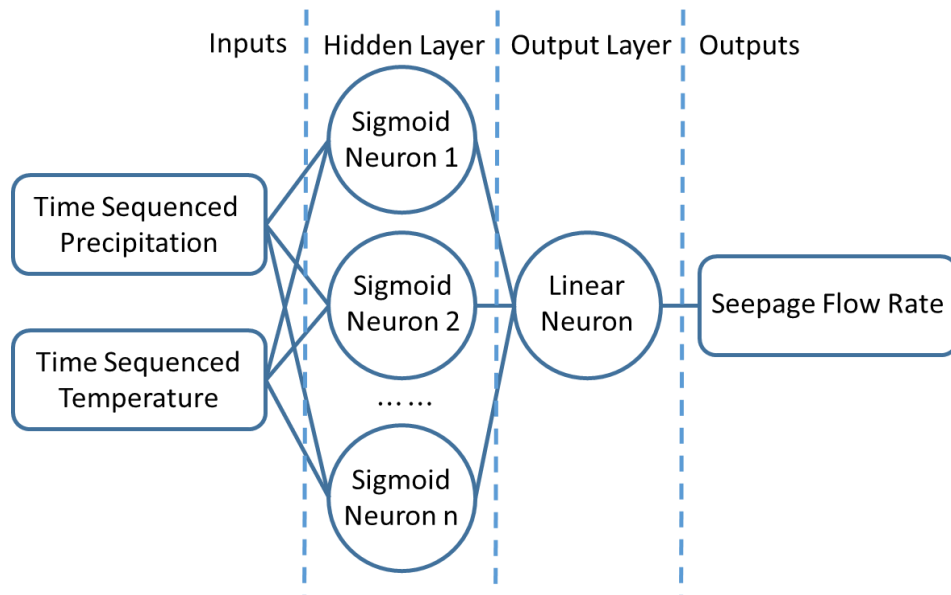 Inputs
Hidden Layer
Output Layer
Outputs
Time Sequenced
Precipitation
Time Sequenced
Temperature
Sigmoid
Neuron 1
Sigmoid
Neuron 2
... ...
Sigmoid
Neuron n
Linear
Neuron
Seepage Flow Rate